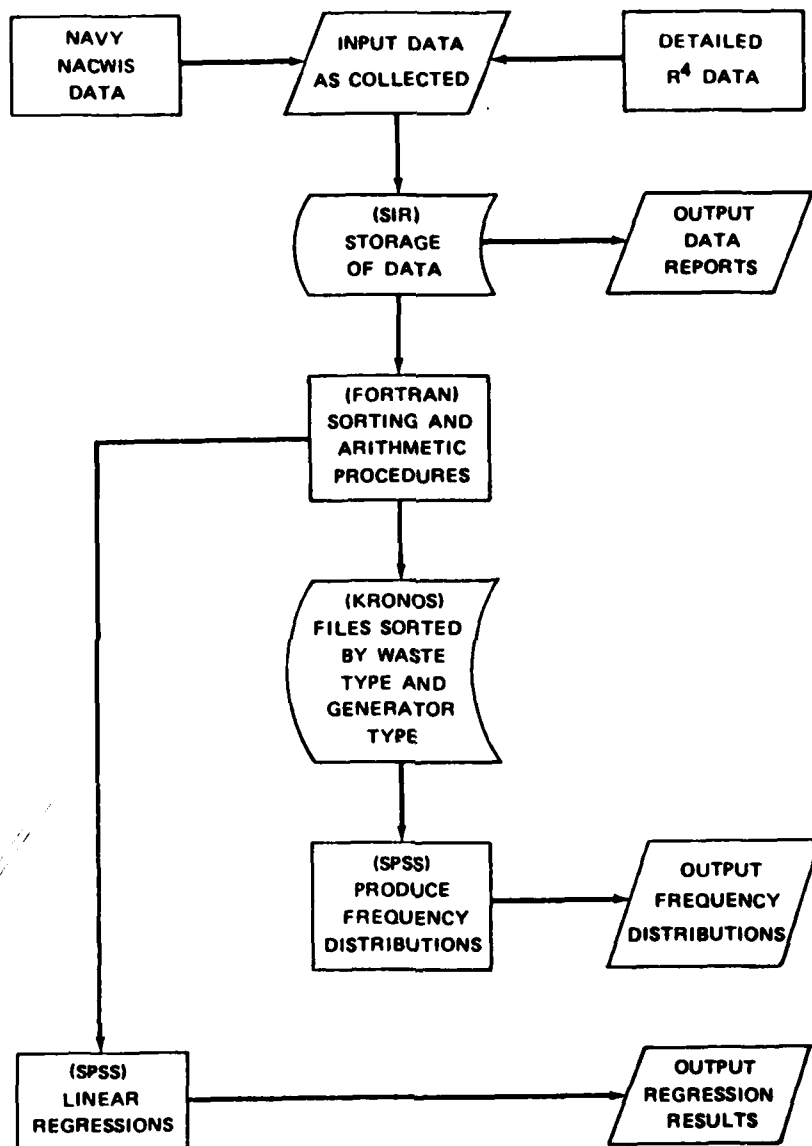 NAVY
NACWIS
DATA
INPUT DATA
AS COLLECTED
DETAILED
R⁴ DATA
(SIR)
STORAGE
OF DATA
OUTPUT
DATA
REPORTS
(FORTRAN)
SORTING AND
ARITHMETIC
PROCEDURES
(KRONOS)
FILES SORTED
BY WASTE
TYPE AND
GENERATOR
TYPE
(SPSS)
PRODUCE
FREQUENCY
DISTRIBUTIONS
OUTPUT
FREQUENCY
DISTRIBUTIONS
(SPSS)
LINEAR
REGRESSIONS
OUTPUT
REGRESSION
RESULTS